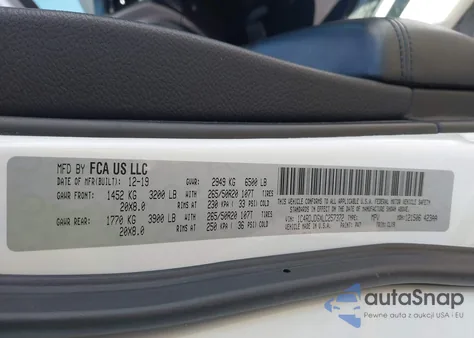 MFD BY FCA US LLC
DATE OF MFR(BUILT): 12-19 GVWR: 2949 KG 6500 LB
GAWR FRONT: 1452 KG 3200 LB WITH 265/50R20 107T TIRES
20X8.0 RIMS AT 230 KPA ( 33 PSI) COLD
GAWR REAR: 1770 KG 3900 LB WITH 265/50R20 107T TIRES
20X8.0 RIMS AT 250 KPA ( 36 PSI) COLD
THIS VEHICLE CONFORMS TO ALL APPLICABLE
U.S.A. FEDERAL MOTOR VEHICLE SAFETY
STANDARDS IN EFFECT ON THE DATE OF
MANUFACTURE SHOWN ABOVE
TYPE: MPV
VEHICLE MADE IN U.S.A. PAINT: PW7
autoSnap
Pewne auta z aukcji USA i EU